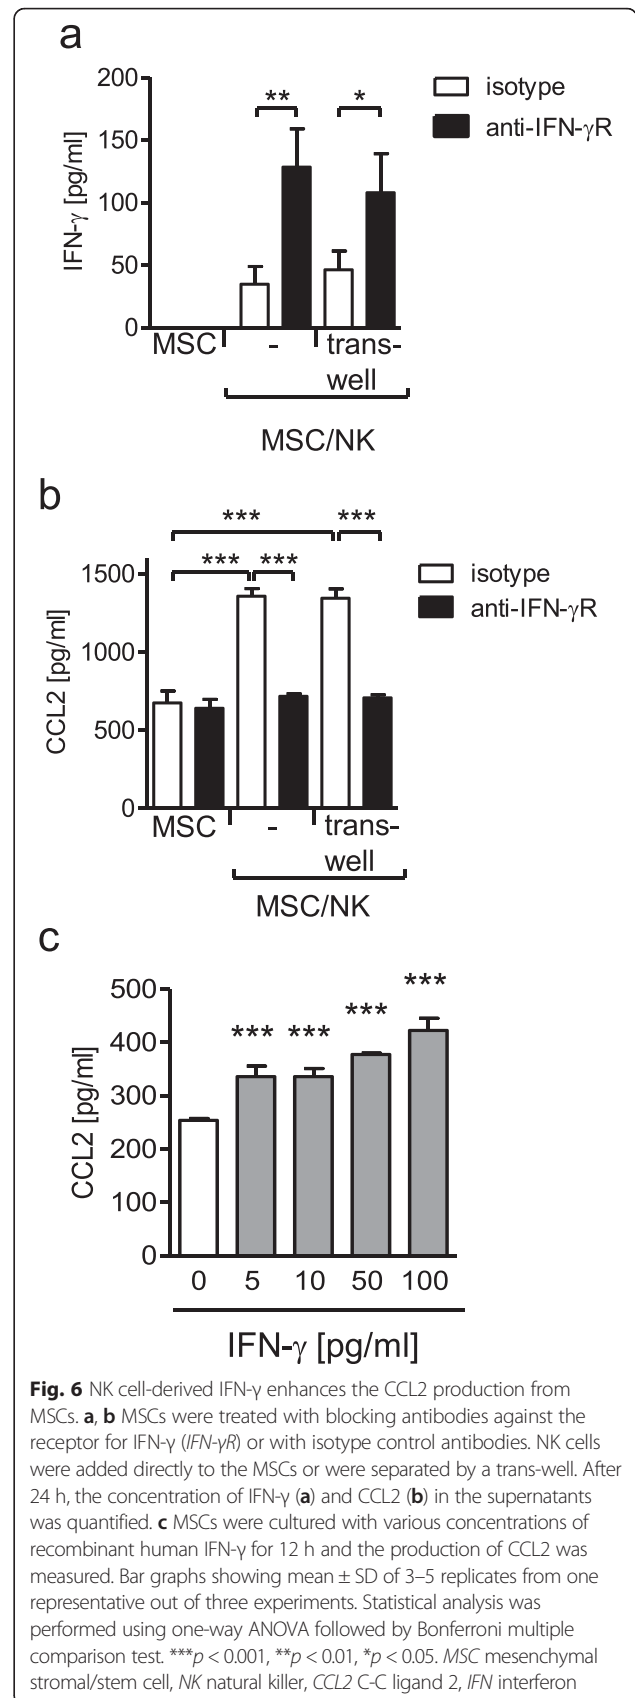 a
200
150
100
50
0
IFN-γ [pg/ml]
** *
isotype
anti-IFN-γR
MSC - trans-
well
MSC/NK
b
*** ***
*** ***
1500
1000
500
0
CCL2 [pg/ml]
isotype
anti-IFN-γR
MSC - trans-
well
MSC/NK
c
500
400
300
200
100
0
CCL2 [pg/ml]
*** *** *** ***
0 5 10 50 100
IFN-γ [pg/ml]
Fig. 6 NK cell-derived IFN-γ enhances the CCL2 production from
MSCs. a, b MSCs were treated with blocking antibodies against the
receptor for IFN-γ (IFN-γR) or with isotype control antibodies. NK cells
were added directly to the MSCs or were separated by a trans-well. After
24 h, the concentration of IFN-γ (a) and CCL2 (b) in the supernatants
was quantified. c MSCs were cultured with various concentrations of
recombinant human IFN-γ for 12 h and the production of CCL2 was
measured. Bar graphs showing mean ± SD of 3–5 replicates from one
representative out of three experiments. Statistical analysis was
performed using one-way ANOVA followed by Bonferroni multiple
comparison test. ***p < 0.001, **p < 0.01, *p < 0.05. MSC mesenchymal
stromal/stem cell, NK natural killer, CCL2 C-C ligand 2, IFN interferon